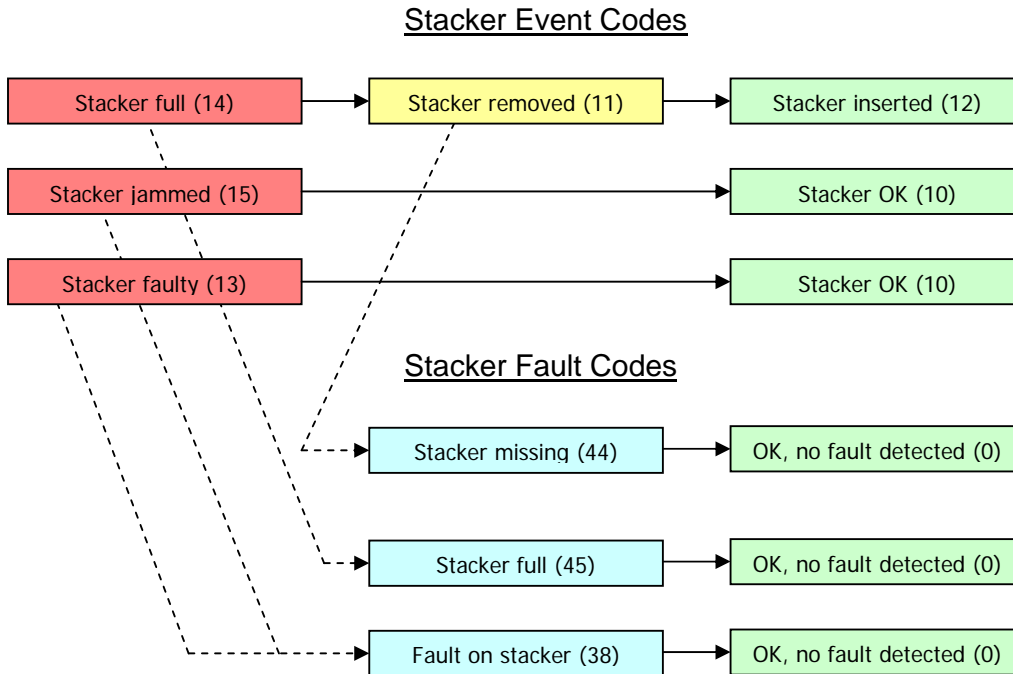 Stacker Event Codes
Stacker full (14)
Stacker removed (11)
Stacker inserted (12)
Stacker jammed (15)
Stacker OK (10)
Stacker faulty (13)
Stacker OK (10)
Stacker Fault Codes
Stacker missing (44)
OK, no fault detected (0)
Stacker full (45)
OK, no fault detected (0)
Fault on stacker (38)
OK, no fault detected (0)